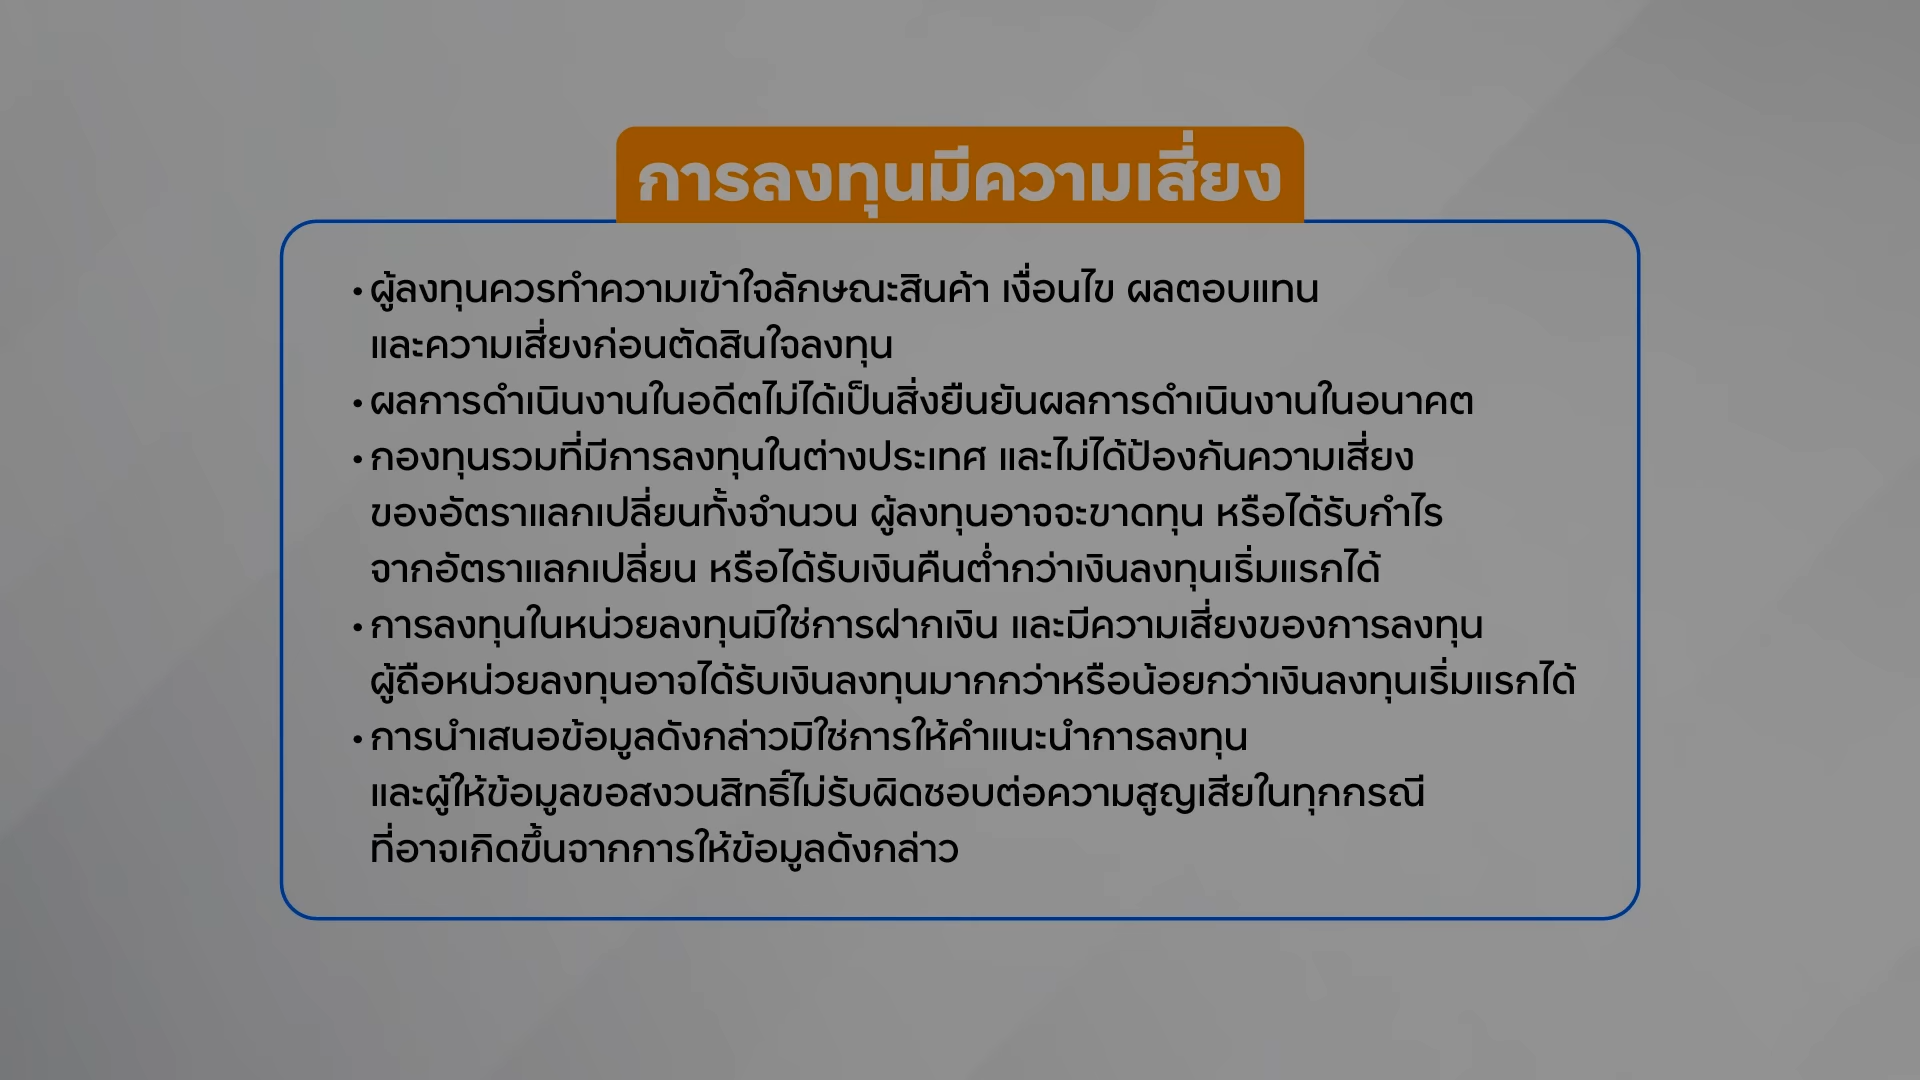 การลงทุนมีความเสี่ยง
• ผู้ลงทุนควรทำความเข้าใจลักษณะสินค้า เงื่อนไข ผลตอบแทน
และความเสี่ยงก่อนตัดสินใจลงทุน
• ผลการดำเนินงานในอดีตไม่ได้เป็นสิ่งยืนยันผลการดำเนินงานในอนาคต
• กองทุนรวมที่มีการลงทุนในต่างประเทศ และไม่ได้ป้องกันความเสี่ยง
ของอัตราแลกเปลี่ยนทั้งจำนวน ผู้ลงทุนอาจจะขาดทุน หรือได้รับกำไร
จากอัตราแลกเปลี่ยน หรือได้รับเงินคืนต่ำกว่าเงินลงทุนเริ่มแรกได้
• การลงทุนในหน่วยลงทุนมิใช่การฝากเงิน และมีความเสี่ยงของการลงทุน
ผู้ถือหน่วยลงทุนอาจได้รับเงินลงทุนมากกว่าหรือน้อยกว่าเงินลงทุนเริ่มแรกได้
• การนำเสนอข้อมูลดังกล่าวมิใช่การให้คำแนะนำการลงทุน
และผู้ให้ข้อมูลขอสงวนสิทธิ์ไม่รับผิดชอบต่อความสูญเสียในทุกกรณี
ที่อาจเกิดขึ้นจากการให้ข้อมูลดังกล่าว